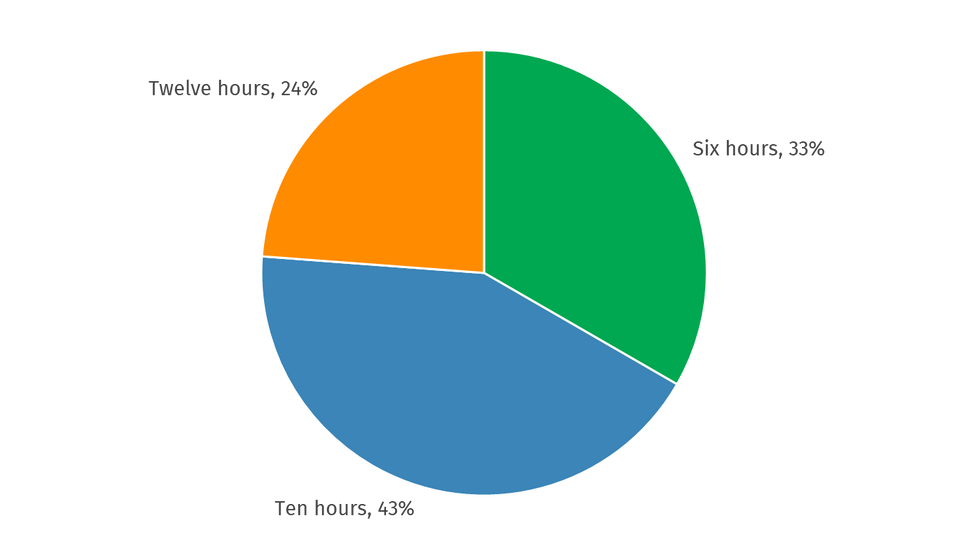 Twelve hours, 24%
Six hours, 33%
Ten hours, 43%